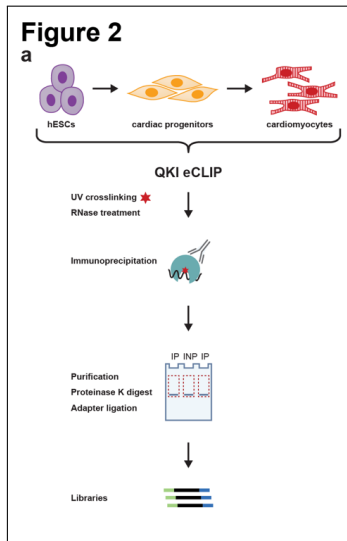 Figure 2
a
hESCs
cardiac progenitors
cardiomyocytes
QKI eCLIP
UV crosslinking
RNase treatment
Immunoprecipitation
IP INP IP
Purification
Proteinase K digest
Adapter ligation
Libraries